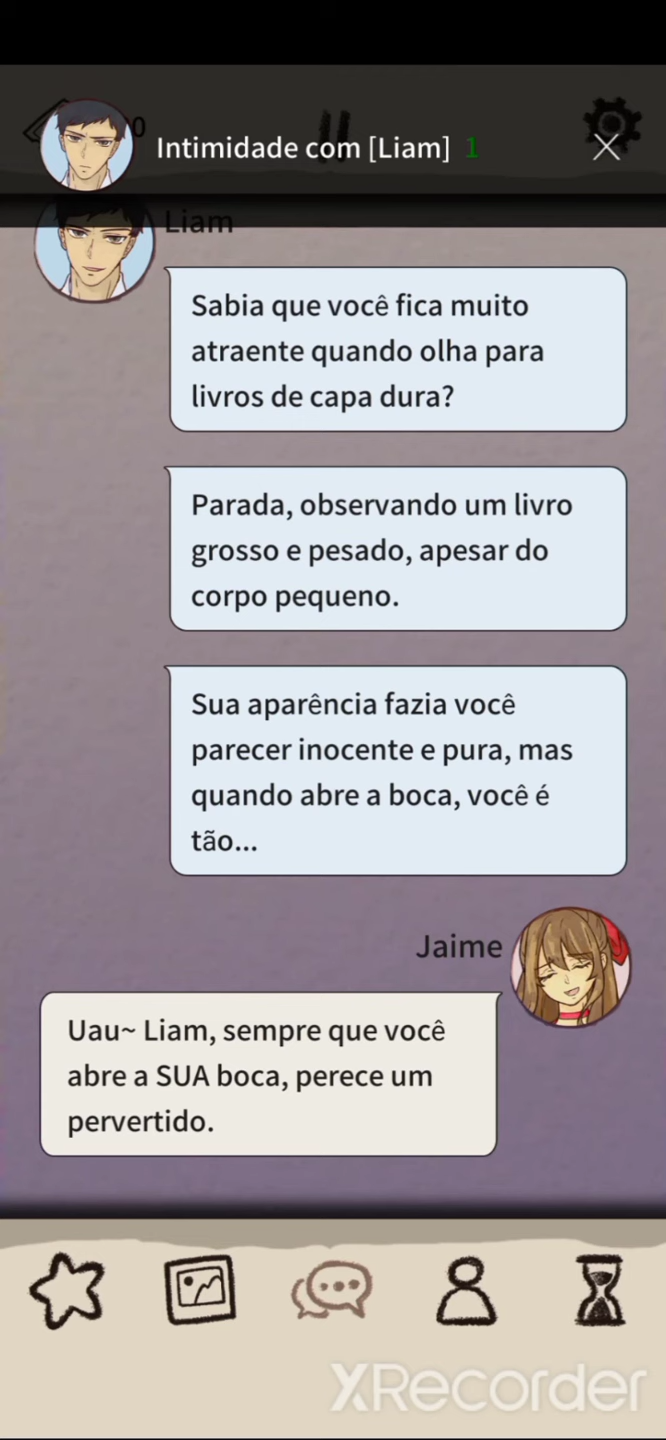 0
Intimidade com [Liam] 1
Liam
Sabia que você fica muito
atraente quando olha para
livros de capa dura?
Parada, observando um livro
grosso e pesado, apesar do
corpo pequeno.
Sua aparência fazia você
parecer inocente e pura, mas
quando abre a boca, você é
tão...
Jaime
Uau~ Liam, sempre que você
abre a SUA boca, perece um
pervertido.
XRecorder